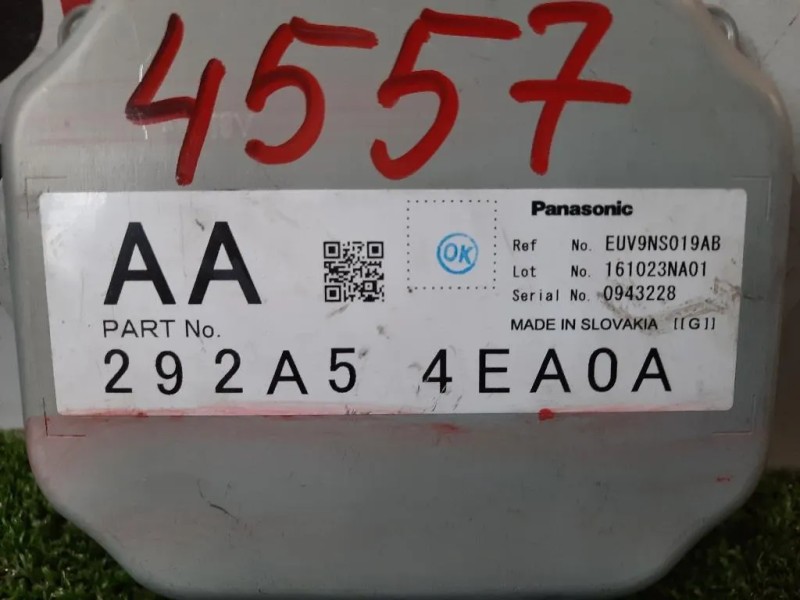 4557
AA
OK
Panasonic
Ref No. EUV9NS019AB
Lot No. 161023NA01
Serial No. 0943228
PART No.
MADE IN SLOVAKIA [[G]]
292A5 4EA0A